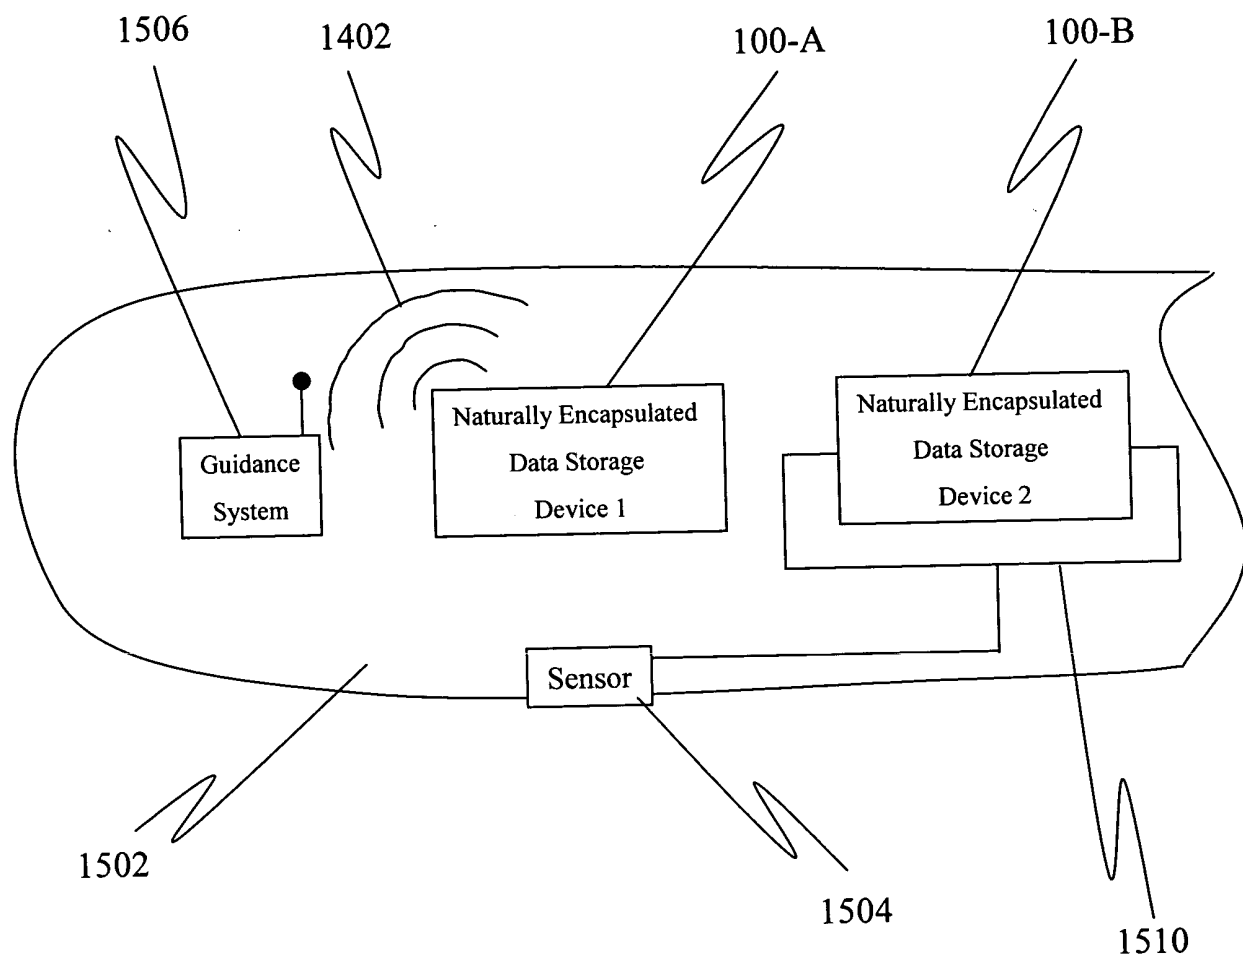 1506
1402
100-A
100-B
Naturally Encapsulated
Data Storage
Device 1
Naturally Encapsulated
Data Storage
Device 2
Guidance
System
Sensor
1502
1504
1510